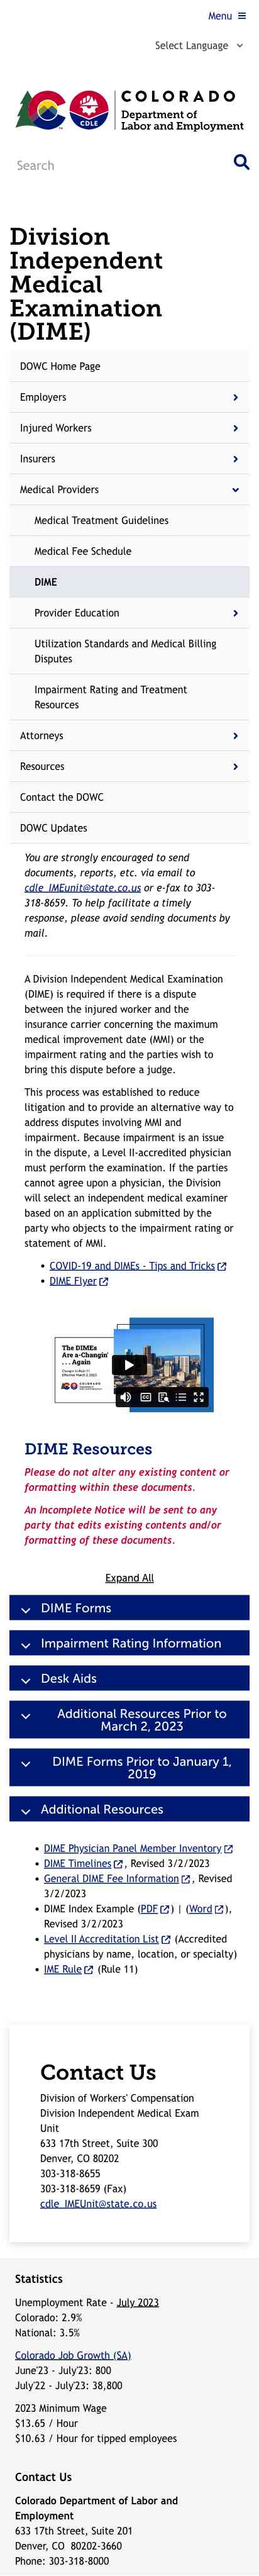 Menu
Select Language
COLORADO
Department of
Labor and Employment
CDLE
Search
Division
Independent
Medical
Examination
(DIME)
DOWC Home Page
Employers
Injured Workers
Insurers
Medical Providers
Medical Treatment Guidelines
Medical Fee Schedule
DIME
Provider Education
Utilization Standards and Medical Billing
Disputes
Impairment Rating and Treatment
Resources
Attorneys
Resources
Contact the DOWC
DOWC Updates
You are strongly encouraged to send
documents, reports, etc. via email to
cdle_IMEunit@state.co.us or e-fax to 303-
318-8659. To help facilitate a timely
response, please avoid sending documents by
mail.
A Division Independent Medical Examination
(DIME) is required if there is a dispute
between the injured worker and the
insurance carrier concerning the maximum
medical improvement date (MMI) or the
impairment rating and the parties wish to
bring this dispute before a judge.
This process was established to reduce
litigation and to provide an alternative way to
address disputes involving MMI and
impairment. Because impairment is an issue
in the dispute, a Level II-accredited physician
must perform the examination. If the parties
cannot agree upon a physician, the Division
will select an independent medical examiner
based on an application submitted by the
party who objects to the impairment rating or
statement of MMI.
COVID-19 and DIMEs - Tips and Tricks
DIME Flyer
The DIMEs
Are a-Changin'
. . . Again
DIME Resources
Please do not alter any existing content or
formatting within these documents.
An Incomplete Notice will be sent to any
party that edits existing contents and/or
formatting of these documents.
Expand All
DIME Forms
Impairment Rating Information
Desk Aids
Additional Resources Prior to
March 2, 2023
DIME Forms Prior to January 1,
2019
Additional Resources
DIME Physician Panel Member Inventory
DIME Timelines, Revised 3/2/2023
General DIME Fee Information, Revised
3/2/2023
DIME Index Example (PDF) | (Word),
Revised 3/2/2023
Level II Accreditation List (Accredited
physicians by name, location, or specialty)
IME Rule (Rule 11)
Contact Us
Division of Workers' Compensation
Division Independent Medical Exam
Unit
633 17th Street, Suite 300
Denver, CO 80202
303-318-8655
303-318-8659 (Fax)
cdle_IMEUnit@state.co.us
Statistics
Unemployment Rate - July 2023
Colorado: 2.9%
National: 3.5%
Colorado Job Growth (SA)
June'23 - July'23: 800
July'22 - July'23: 38,800
2023 Minimum Wage
$13.65 / Hour
$10.63 / Hour for tipped employees
Contact Us
Colorado Department of Labor and
Employment
633 17th Street, Suite 201
Denver, CO 80202-3660
Phone: 303-318-8000